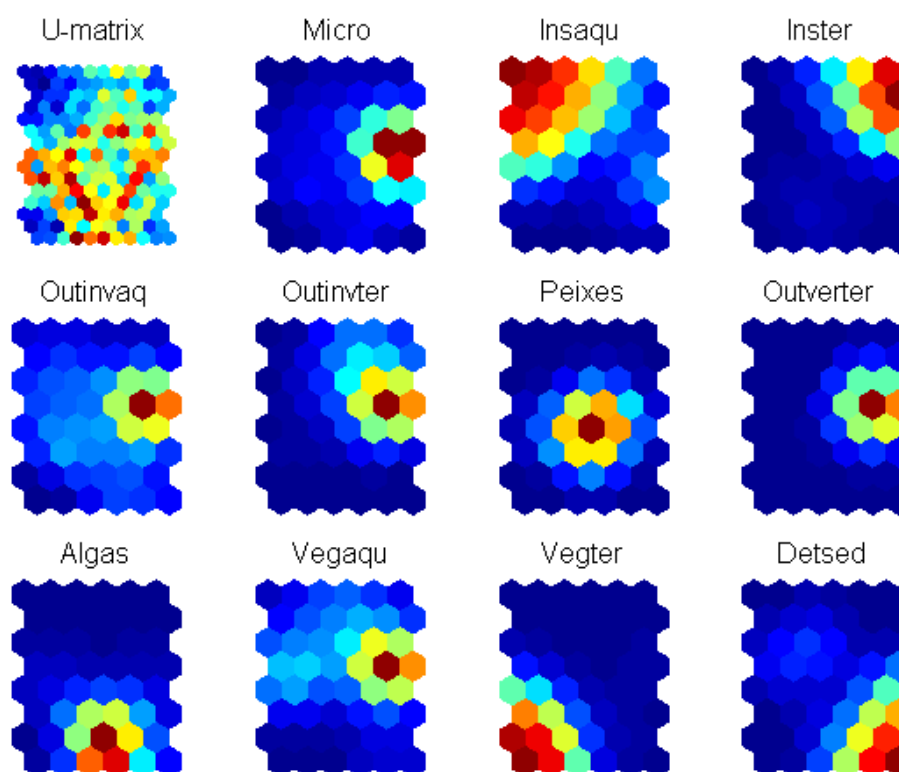 U-matrix Micro Insaqu Inster
Outinvaq Outinvter Peixes Outverter
Algas Vegaqu Vegter Detsed